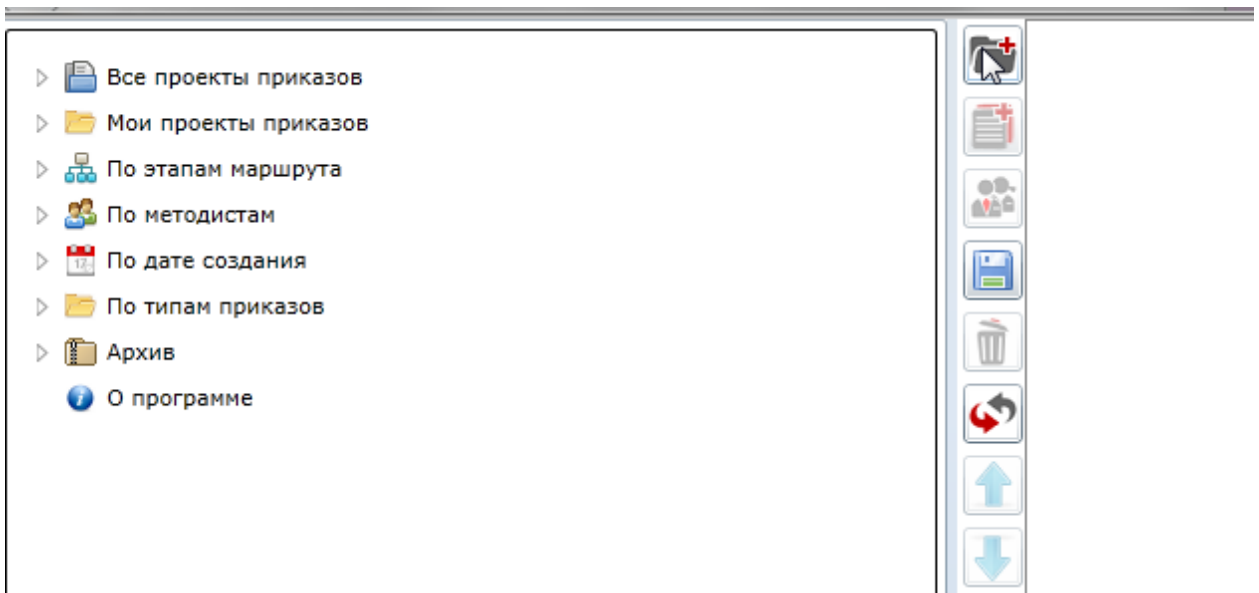 Все проекты приказов
Мои проекты приказов
По этапам маршрута
По методистам
По дате создания
По типам приказов
Архив
О программе